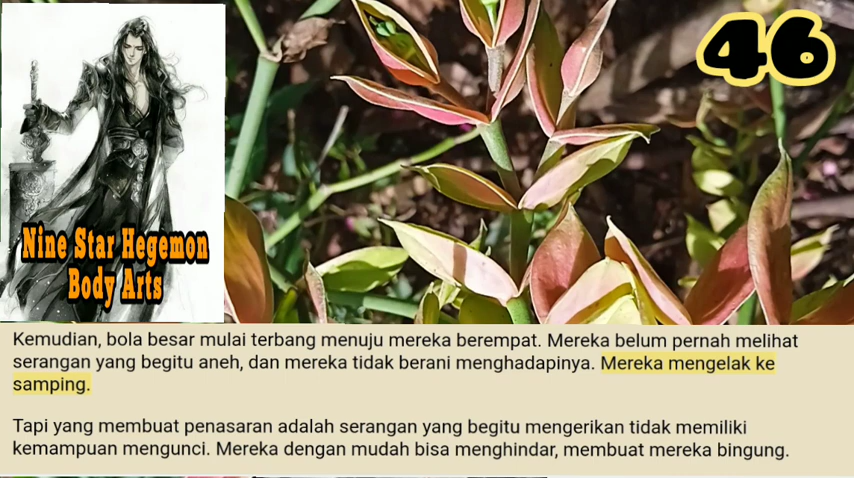 46
Nine Star Hegemon
Body Arts
Kemudian, bola besar mulai terbang menuju mereka berempat. Mereka belum pernah melihat
serangan yang begitu aneh, dan mereka tidak berani menghadapinya. Mereka mengelak ke
samping.
Tapi yang membuat penasaran adalah serangan yang begitu mengerikan tidak memiliki
kemampuan mengunci. Mereka dengan mudah bisa menghindar, membuat mereka bingung.